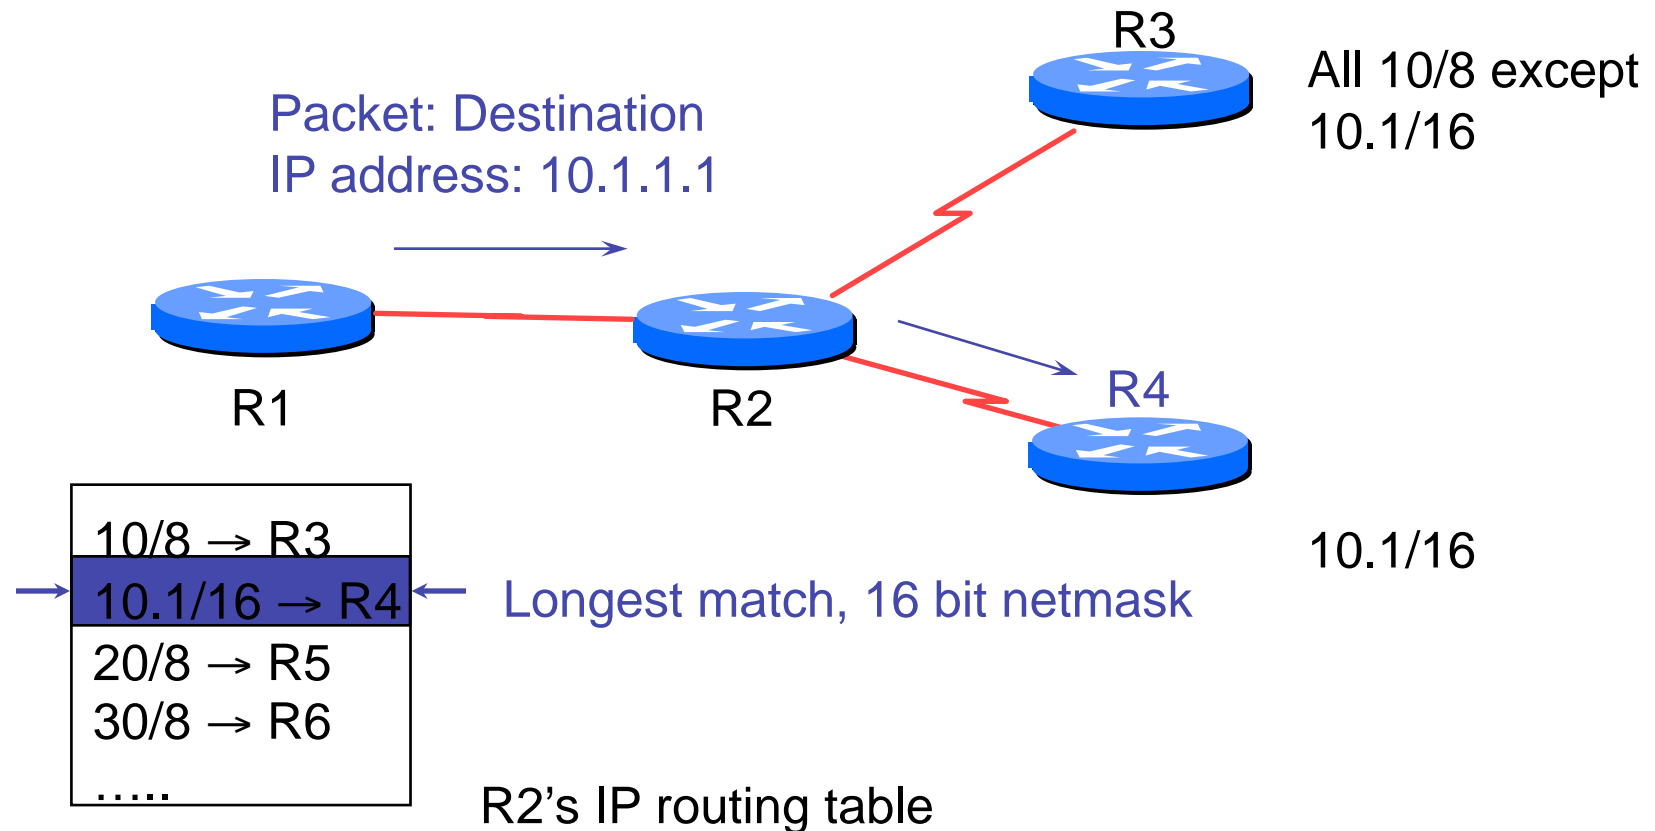 R3
All 10/8 except
10.1/16
Packet: Destination
IP address: 10.1.1.1
R1
R2
R4
10.1/16
10/8 → R3
10.1/16 → R4
20/8 → R5
30/8 → R6
…..
Longest match, 16 bit netmask
R2’s IP routing table